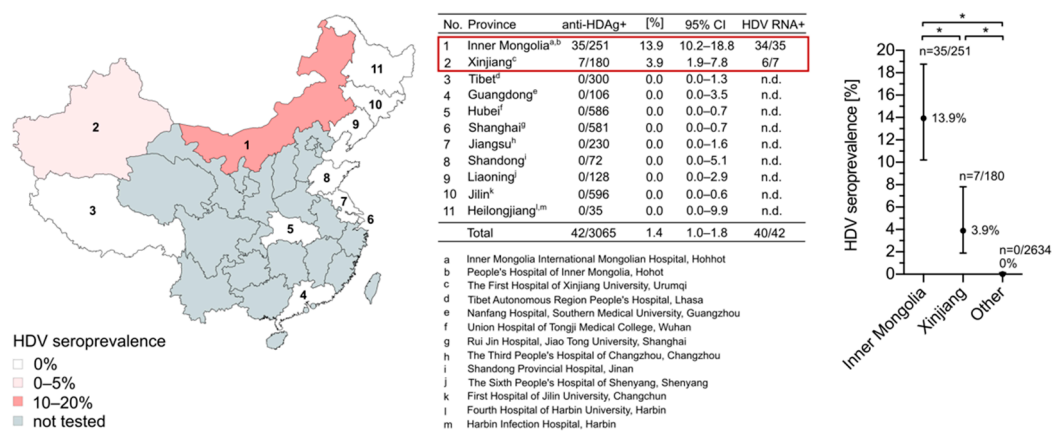 11
10
9
2
1
8
3
7
5
6
4
HDV seroprevalence
0%
0–5%
10–20%
not tested
No. Province anti-HDAg+ [%] 95% CI HDV RNA+
1 Inner Mongolia a,b 35/251 13.9 10.2–18.8 34/35
2 Xinjiang c 7/180 3.9 1.9–7.8 6/7
3 Tibet d 0/300 0.0 0.0–1.3 n.d.
4 Guangdong e 0/106 0.0 0.0–3.5 n.d.
5 Hubei f 0/586 0.0 0.0–0.7 n.d.
6 Shanghai g 0/581 0.0 0.0–0.7 n.d.
7 Jiangsu h 0/230 0.0 0.0–1.6 n.d.
8 Shandong i 0/72 0.0 0.0–5.1 n.d.
9 Liaoning j 0/128 0.0 0.0–2.9 n.d.
10 Jilin k 0/596 0.0 0.0–0.6 n.d.
11 Heilongjiang l,m 0/35 0.0 0.0–9.9 n.d.
Total 42/3065 1.4 1.0–1.8 40/42
a Inner Mongolia International Mongolian Hospital, Hohhot
b People's Hospital of Inner Mongolia, Hohot
c The First Hospital of Xinjiang University, Urumqi
d Tibet Autonomous Region People's Hospital, Lhasa
e Nanfang Hospital, Southern Medical University, Guangzhou
f Union Hospital of Tongji Medical College, Wuhan
g Rui Jin Hospital, Jiao Tong University, Shanghai
h The Third People's Hospital of Changzhou, Changzhou
i Shandong Provincial Hospital, Jinan
j The Sixth People's Hospital of Shenyang, Shenyang
k First Hospital of Jilin University, Changchun
l Fourth Hospital of Harbin University, Harbin
m Harbin Infection Hospital, Harbin
*
* *
HDV seroprevalence [%]
20
18
16
14
12
10
8
6
4
2
0
n=35/251
13.9%
n=7/180
3.9%
n=0/2634
0%
Inner Mongolia
Xinjiang
Other